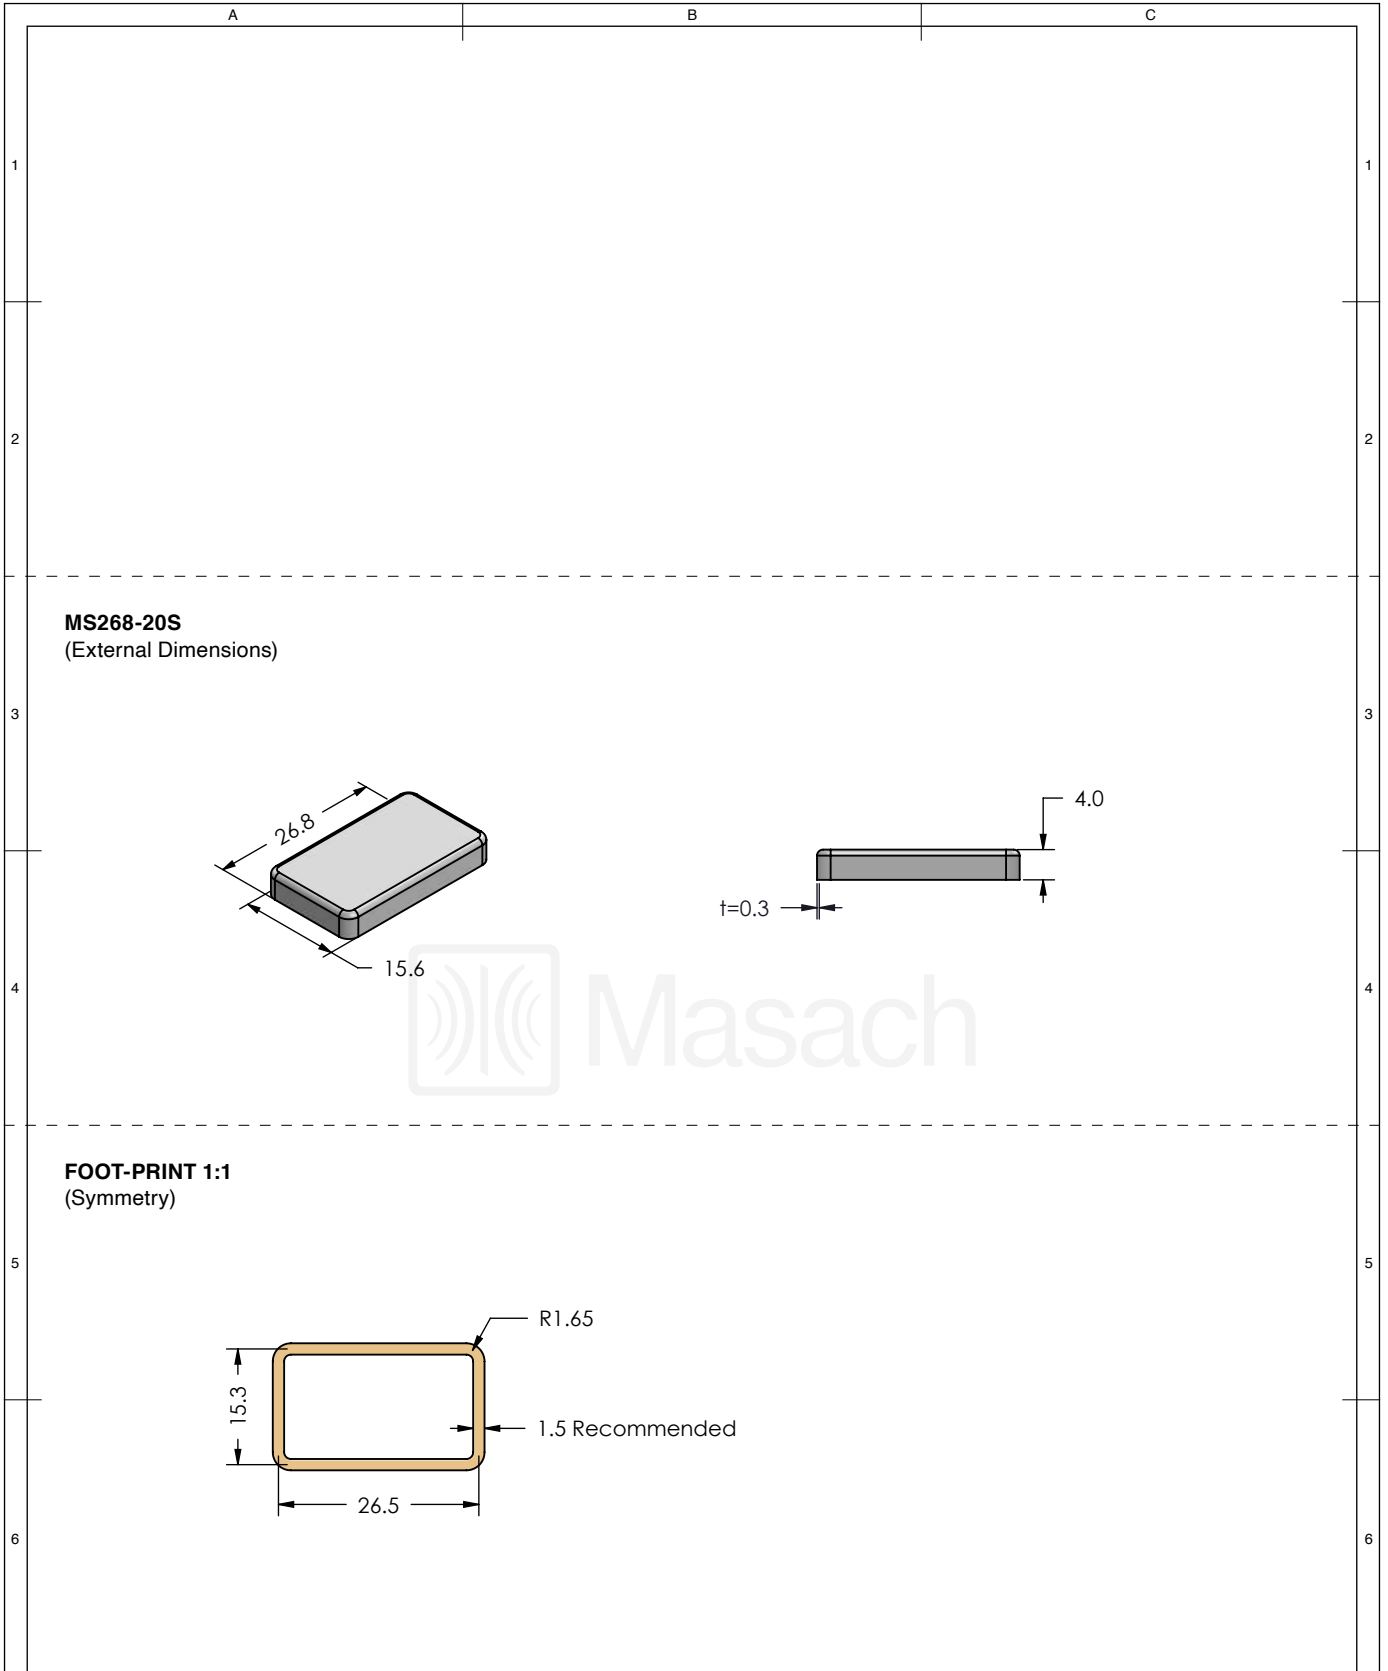 A B C
1 1
2 2
MS268-20S
(External Dimensions)
3 3
26.8
4.0
t=0.3
15.6
4 4
Masach
FOOT-PRINT 1:1
(Symmetry)
5 5
R1.65
15.3
1.5 Recommended
26.5
6 6